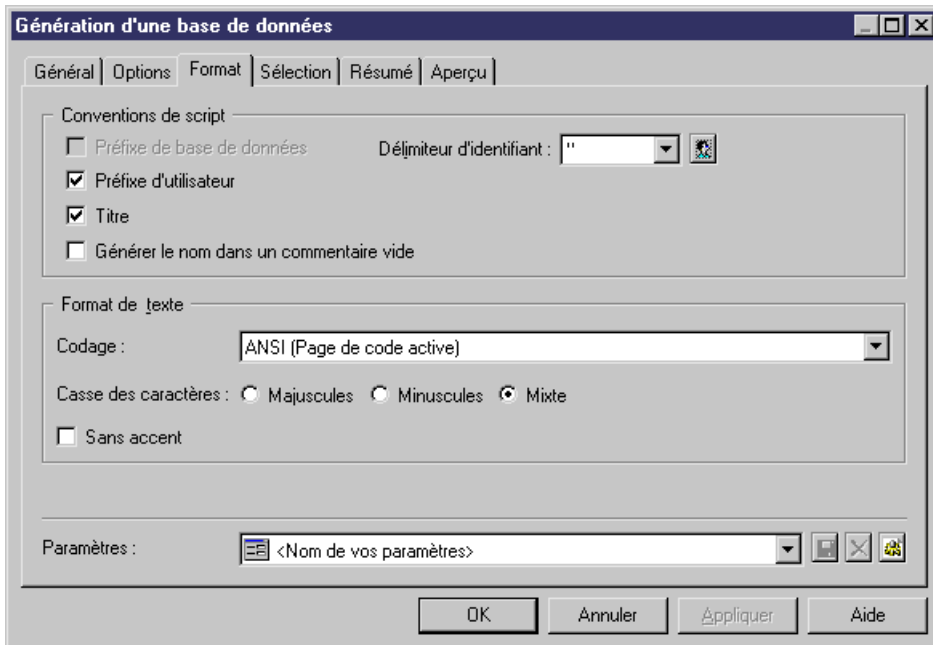 Génération d'une base de données
Général Options Format Sélection Résumé Aperçu
Conventions de script
Préfixe de base de données Délimiteur d'identifiant : "
Préfixe d'utilisateur
Titre
Générer le nom dans un commentaire vide
Format de texte
Codage : ANSI (Page de code active)
Casse des caractères : Majuscules Minuscules Mixte
Sans accent
Paramètres : <Nom de vos paramètres>
OK Annuler Appliquer Aide